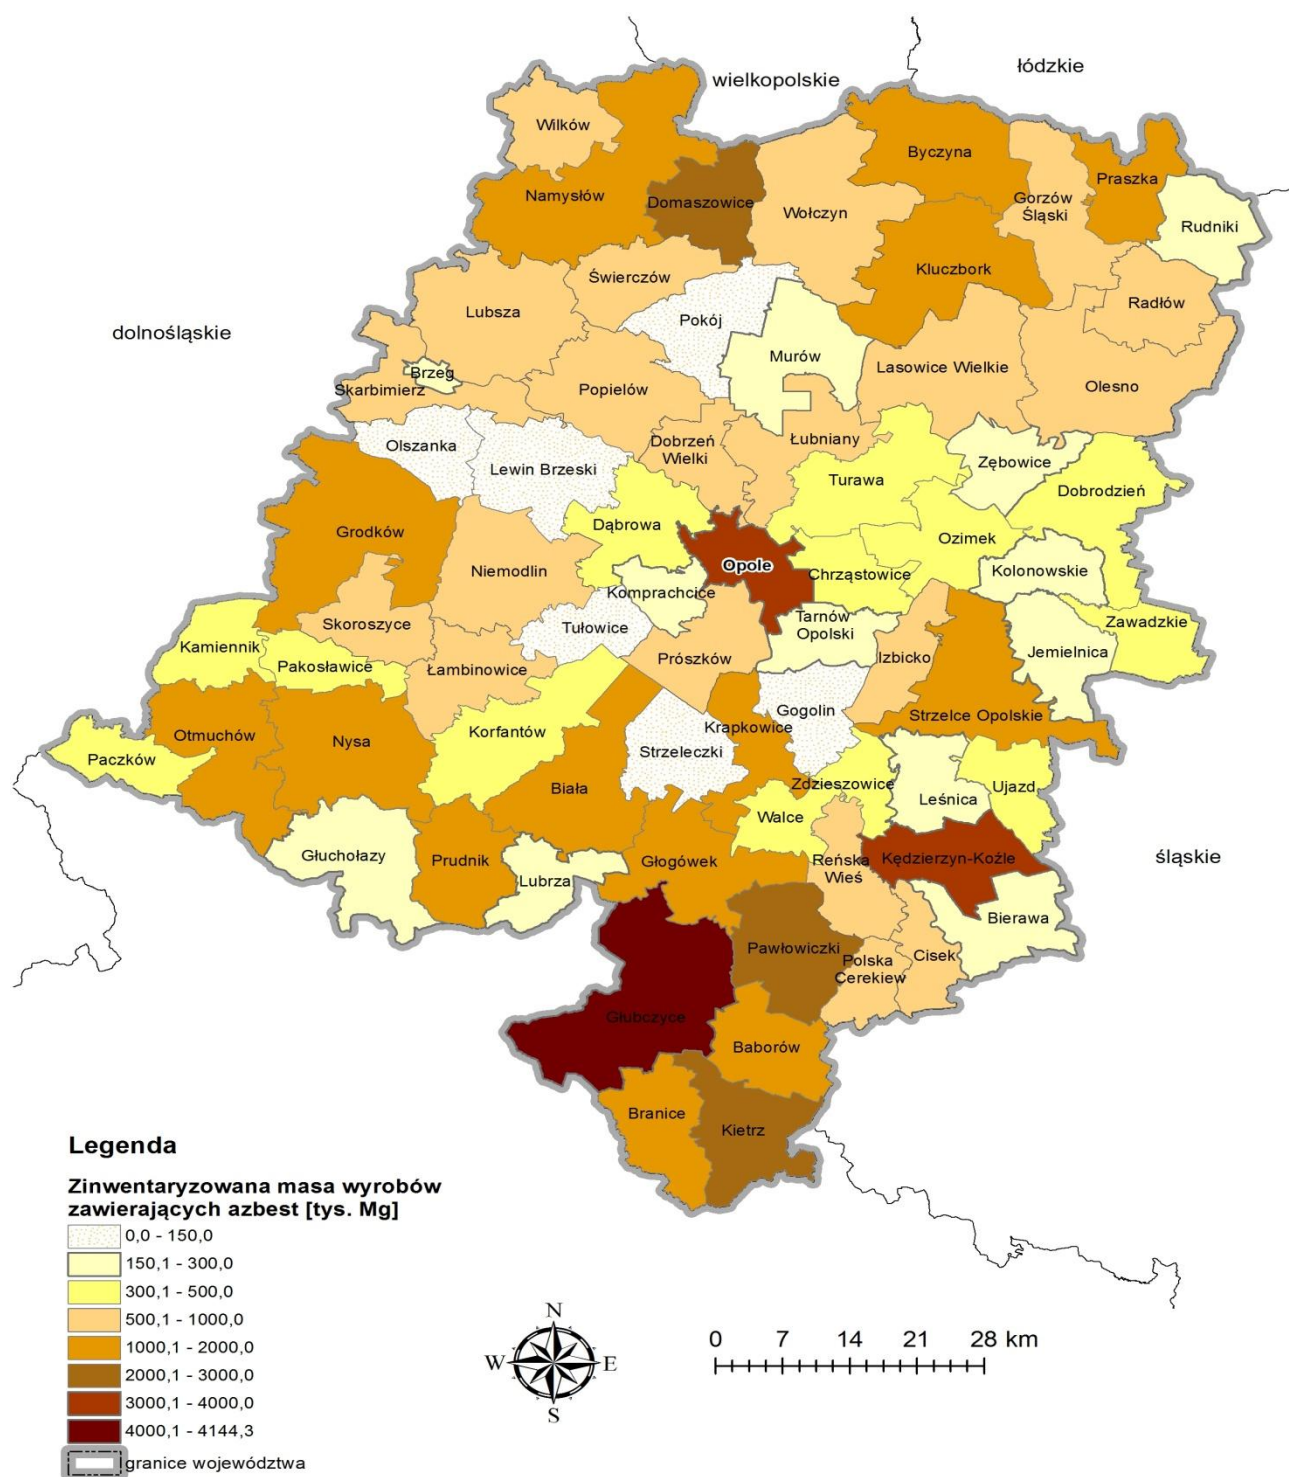 wielkopolskie
łódzkie
Wilków
Byczyna
Praszka
Namysłów
Domaszowice
Wołczyn
Gorzów
Śląski
Rudniki
Kluczbork
Świerczów
Lubsza
Radłów
dolnośląskie
Pokój
Murów
Brzeg
Lasowice Wielkie
Olesno
Skarbimierz
Popielów
Olszanka
Dobrzeń
Wielki
Łubniany
Lewin Brzeski
Zębowice
Turawa
Dobrodzień
Grodków
Dąbrowa
Ozimek
Niemodlin
Opole
Chrząstowice
Kolonowskie
Komprachcice
Skoroszyce
Tułowice
Tarnów
Opolski
Zawadzkie
Kamiennik
Pakosławice
Łambinowice
Prószków
Izbicko
Jemielnica
Gogolin
Strzelce Opolskie
Otmuchów
Nysa
Korfantów
Krapkowice
Strzeleczki
Paczków
Biała
Zdzieszowice
Leśnica
Ujazd
Walce
Głuchołazy
Prudnik
Lubrza
Głogówek
Reńska
Wieś
Kędzierzyn-Koźle
śląskie
Bierawa
Pawłowiczki
Polska
Cerekiew
Cisek
Głubczyce
Baborów
Branice
Kietrz
Legenda
Zinwentaryzowana masa wyrobów
zawierających azbest [tys. Mg]
0,0 - 150,0
150,1 - 300,0
300,1 - 500,0
500,1 - 1000,0
1000,1 - 2000,0
2000,1 - 3000,0
3000,1 - 4000,0
4000,1 - 4144,3
granice województwa
N
W E
S
0 7 14 21 28 km